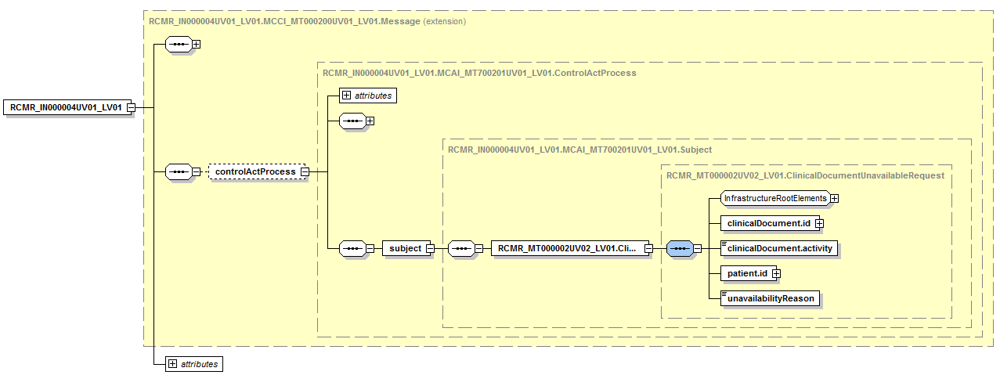 RCMR_IN000004UV01_LV01.MCCI_MT000200UV01_LV01.Message (extension)
RCMR_IN000004UV01_LV01.MCAI_MT700201UV01_LV01.ControlActProcess
attributes
RCMR_IN000004UV01_LV01
RCMR_IN000004UV01_LV01.MCAI_MT700201UV01_LV01.Subject
controlActProcess
RCMR_MT000002UV02_LV01.ClinicalDocumentUnavailableRequest
InfrastructureRootElements
clinicalDocument.id
subject
RCMR_MT000002UV02_LV01.Cli...
clinicalDocument.activity
patient.id
unavailabilityReason
attributes